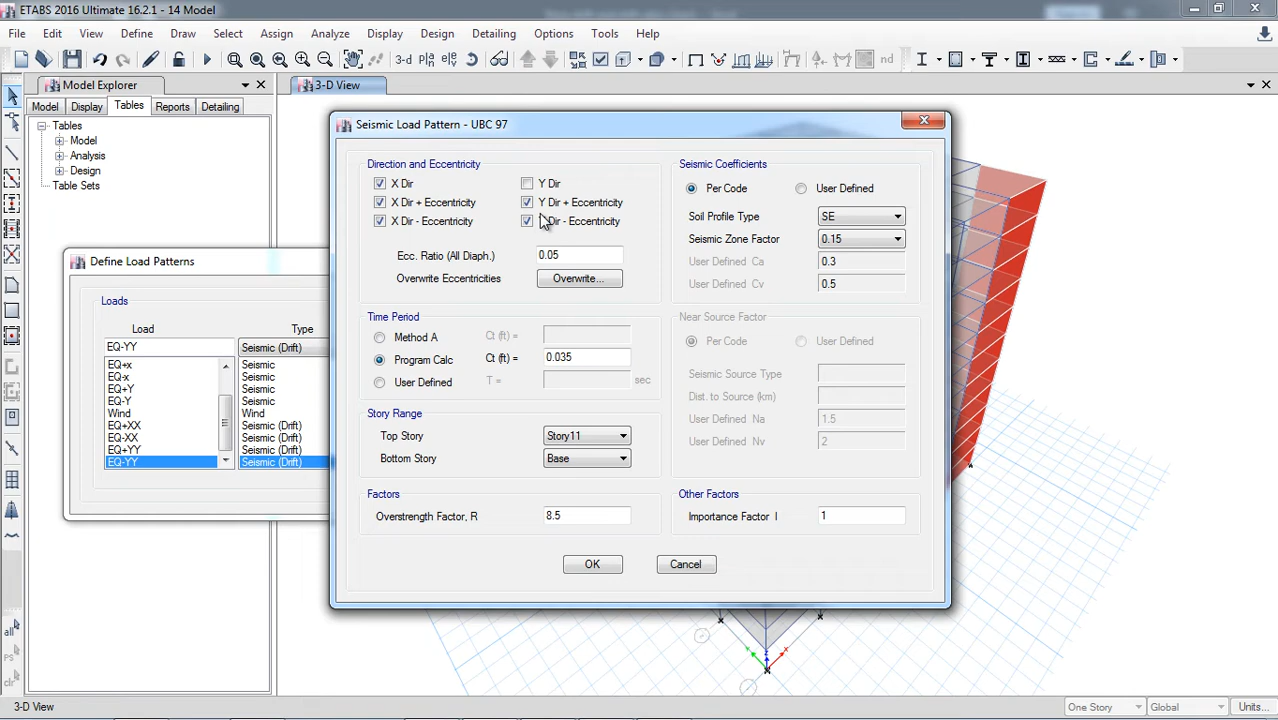 ETABS 2016 Ultimate 16.2.1 - 14 Model
File Edit View Define Draw Select Assign Analyze Display Design Detailing Options Tools Help
3-d pla ele nd
Model Explorer
3-D View
Model Display Tables Reports Detailing
Tables
Model
Analysis
Design
Table Sets
Define Load Patterns
Loads
Load Type
EQ-YY Seismic (Drift)
EQ+x Seismic
EQ-x Seismic
EQ+Y Seismic
EQ-Y Seismic
Wind Wind
EQ+XX Seismic (Drift)
EQ-XX Seismic (Drift)
EQ+YY Seismic (Drift)
EQ-YY Seismic (Drift)
Seismic Load Pattern - UBC 97
Direction and Eccentricity
X Dir Y Dir
X Dir + Eccentricity Y Dir + Eccentricity
X Dir - Eccentricity Dir - Eccentricity
Ecc. Ratio (All Diaph.) 0.05
Overwrite Eccentricities Overwrite...
Time Period
Method A Ct (ft) =
Program Calc Ct (ft) = 0.035
User Defined T = sec
Story Range
Top Story Story11
Bottom Story Base
Factors
Overstrength Factor, R 8.5
Seismic Coefficients
Per Code User Defined
Soil Profile Type SE
Seismic Zone Factor 0.15
User Defined Ca 0.3
User Defined Cv 0.5
Near Source Factor
Per Code User Defined
Seismic Source Type
Dist. to Source (km)
User Defined Na 1.5
User Defined Nv 2
Other Factors
Importance Factor I 1
OK Cancel
all
PS
clr
3-D View One Story Global Units...